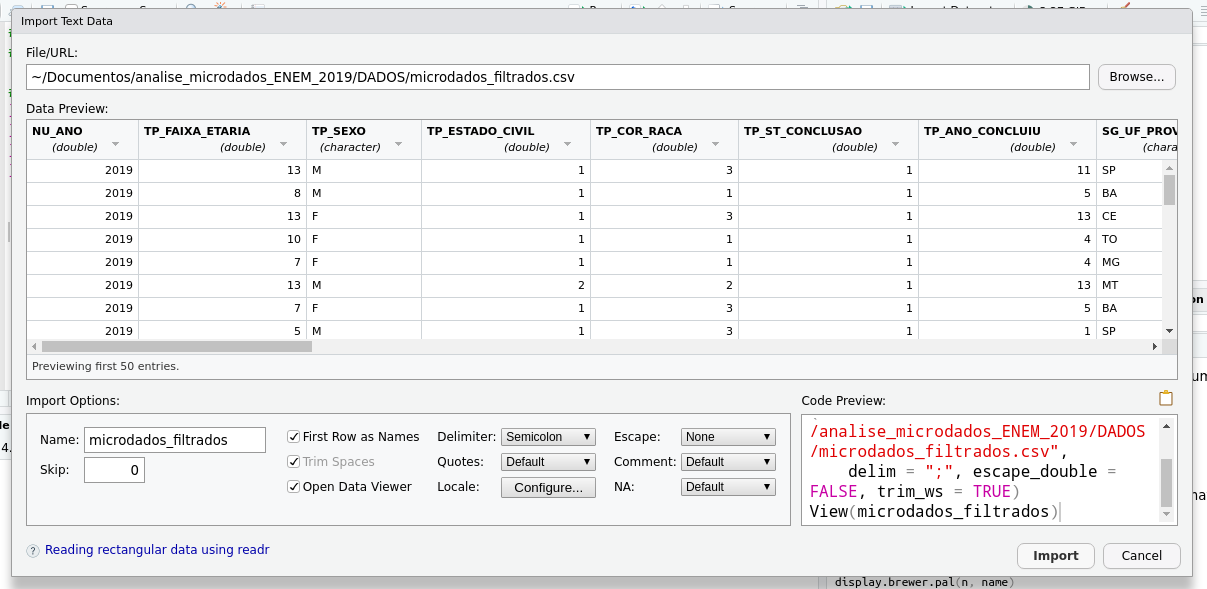 Import Text Data
File/URL:
~/Documentos/analise_microdados_ENEM_2019/DADOS/microdados_filtrados.csv
Browse...
Data Preview:
NU_ANO TP_FAIXA_ETARIA TP_SEXO TP_ESTADO_CIVIL TP_COR_RACA TP_ST_CONCLUSAO TP_ANO_CONCLUIU SG_UF_PROV
(double) (double) (character) (double) (double) (double) (double) (chara
2019 13 M 1 3 1 11 SP
2019 8 M 1 1 1 5 BA
2019 13 F 1 3 1 13 CE
2019 10 F 1 1 1 4 TO
2019 7 F 1 1 1 4 MG
2019 13 M 2 2 1 13 MT
2019 7 F 1 3 1 5 BA
2019 5 M 1 3 1 1 SP
Previewing first 50 entries.
Import Options:
Name: microdados_filtrados
Skip: 0
First Row as Names
Trim Spaces
Open Data Viewer
Delimiter: Semicolon
Quotes: Default
Locale: Configure...
Escape: None
Comment: Default
NA: Default
Code Preview:
/analise_microdados_ENEM_2019/DADOS
/microdados_filtrados.csv",
delim = ";", escape_double =
FALSE, trim_ws = TRUE)
View(microdados_filtrados)
? Reading rectangular data using readr
Import
Cancel
display.brewer.pal(n, name)